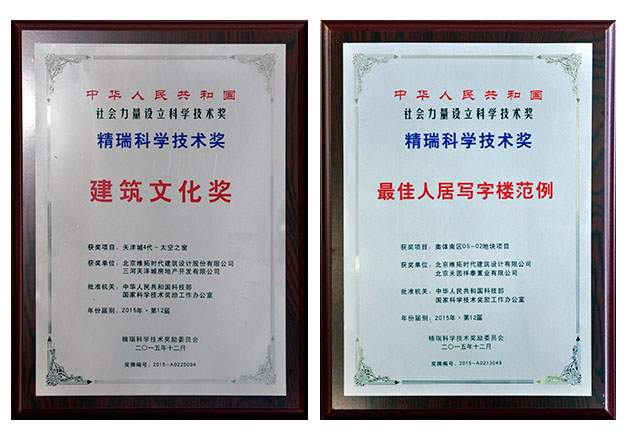 中华人民共和国
社会力量设立科学技术奖
精瑞科学技术奖
建筑文化奖
获奖项目：天洋城4代-太空之窗
获奖单位：北京维拓时代建筑设计股份有限公司
三河天洋城房地产开发有限公司
批准机关：中华人民共和国科技部
国家科学技术奖励工作办公室
年份届别：2015年·第12届
精瑞科学技术奖励委员会
二〇一五年十二月
奖牌编号：2015-A0225094
中华人民共和国
社会力量设立科学技术奖
精瑞科学技术奖
最佳人居写字楼范例
获奖项目：奥体南区OS-02地块项目
获奖单位：北京维拓时代建筑设计有限公司
北京天圆祥泰置业有限公司
批准机关：中华人民共和国科技部
国家科学技术奖励工作办公室
年份届别：2015年·第12届
精瑞科学技术奖励委员会
二〇一五年十二月
奖牌编号：2015-A0213049